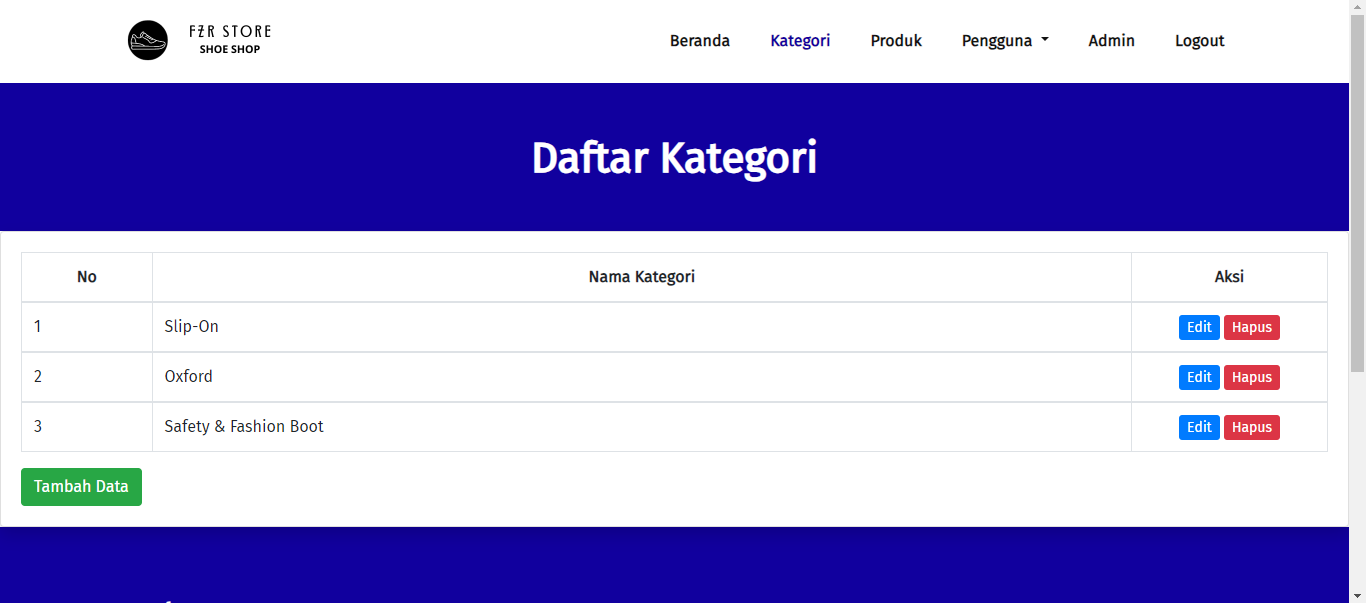 FZR STORE
SHOE SHOP
Beranda Kategori Produk Pengguna Admin Logout
Daftar Kategori
No Nama Kategori Aksi
1 Slip-On Edit Hapus
2 Oxford Edit Hapus
3 Safety & Fashion Boot Edit Hapus
Tambah Data